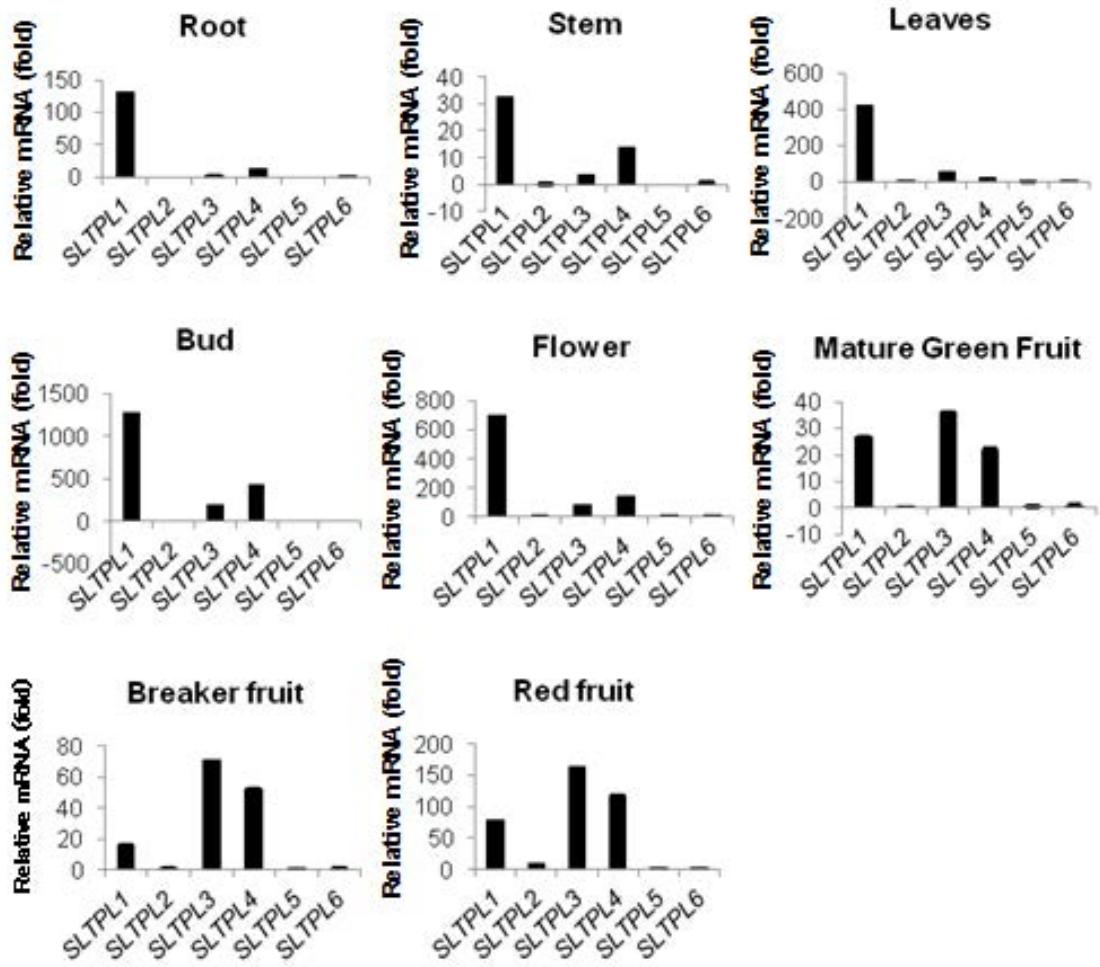 Root
Relative mRNA (fold)
150
100
50
0
SLTPL1
SLTPL2
SLTPL3
SLTPL4
SLTPL5
SLTPL6
Stem
Relative mRNA (fold)
40
30
20
10
0
-10
SLTPL1
SLTPL2
SLTPL3
SLTPL4
SLTPL5
SLTPL6
Leaves
Relative mRNA (fold)
600
400
200
0
-200
SLTPL1
SLTPL2
SLTPL3
SLTPL4
SLTPL5
SLTPL6
Bud
Relative mRNA (fold)
1500
1000
500
0
-500
SLTPL1
SLTPL2
SLTPL3
SLTPL4
SLTPL5
SLTPL6
Flower
Relative mRNA (fold)
800
600
400
200
0
SLTPL1
SLTPL2
SLTPL3
SLTPL4
SLTPL5
SLTPL6
Mature Green Fruit
Relative mRNA (fold)
40
30
20
10
0
-10
SLTPL1
SLTPL2
SLTPL3
SLTPL4
SLTPL5
SLTPL6
Breaker fruit
Relative mRNA (fold)
80
60
40
20
0
SLTPL1
SLTPL2
SLTPL3
SLTPL4
SLTPL5
SLTPL6
Red fruit
Relative mRNA (fold)
200
150
100
50
0
SLTPL1
SLTPL2
SLTPL3
SLTPL4
SLTPL5
SLTPL6